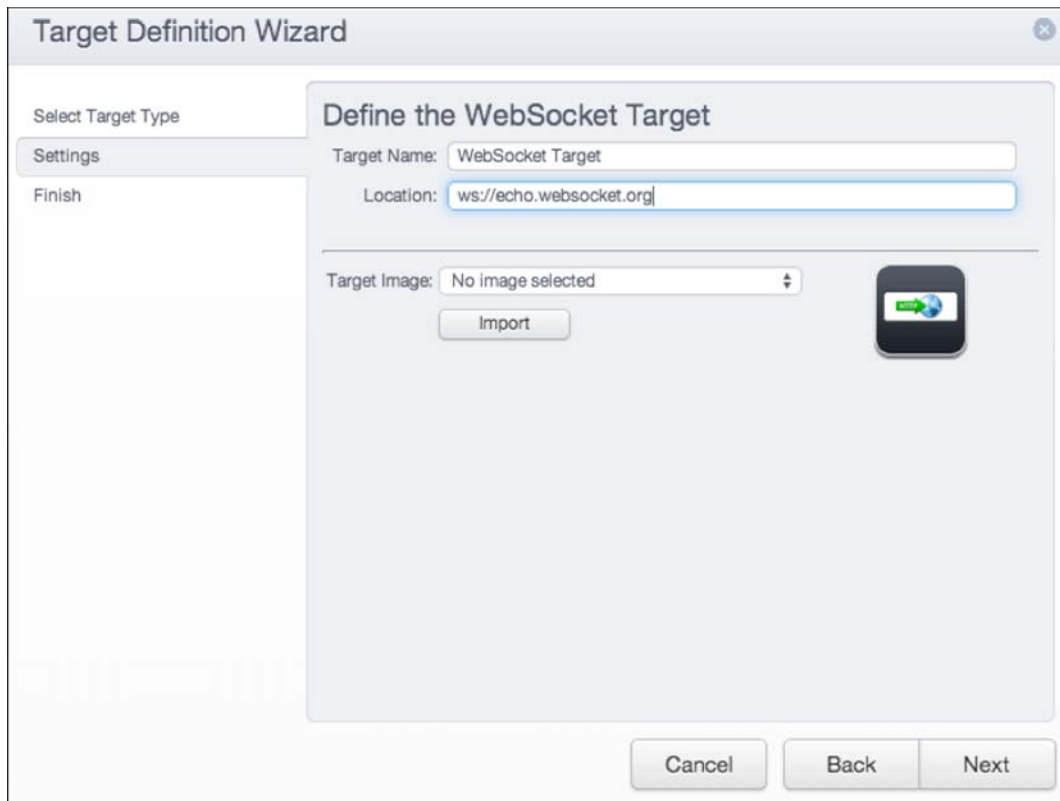 Target Definition Wizard
Select Target Type
Settings
Finish
Define the WebSocket Target
Target Name: WebSocket Target
Location: ws://echo.websocket.org
Target Image: No image selected
Import
HTTP
Cancel
Back
Next